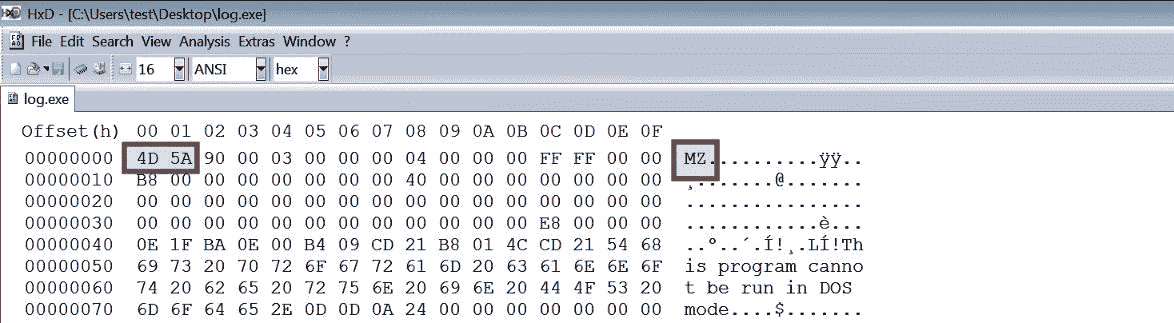 HxD - [C:\Users\test\Desktop\log.exe]
File Edit Search View Analysis Extras Window ?
16 ANSI hex
log.exe
Offset(h) 00 01 02 03 04 05 06 07 08 09 0A 0B 0C 0D 0E 0F
00000000 4D 5A 90 00 03 00 00 00 04 00 00 00 FF FF 00 00 MZ..........ÿÿ..
00000010 B8 00 00 00 00 00 00 00 40 00 00 00 00 00 00 00 ¸.......@.......
00000020 00 00 00 00 00 00 00 00 00 00 00 00 00 00 00 00 ................
00000030 00 00 00 00 00 00 00 00 00 00 00 00 E8 00 00 00 ............è...
00000040 0E 1F BA 0E 00 B4 09 CD 21 B8 01 4C CD 21 54 68 ..º..´.Í!¸.LÍ!Th
00000050 69 73 20 70 72 6F 67 72 61 6D 20 63 61 6E 6E 6F is program canno
00000060 74 20 62 65 20 72 75 6E 20 69 6E 20 44 4F 53 20 t be run in DOS
00000070 6D 6F 64 65 2E 0D 0D 0A 24 00 00 00 00 00 00 00 mode....$.......